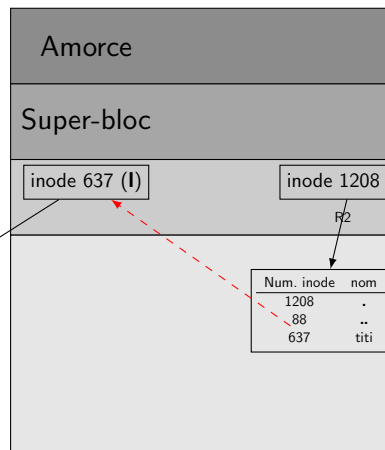 Amorce
Super-bloc
inode 637 (I)
inode 1208
R2
Num. inode nom
1208 .
88 ..
637 titi